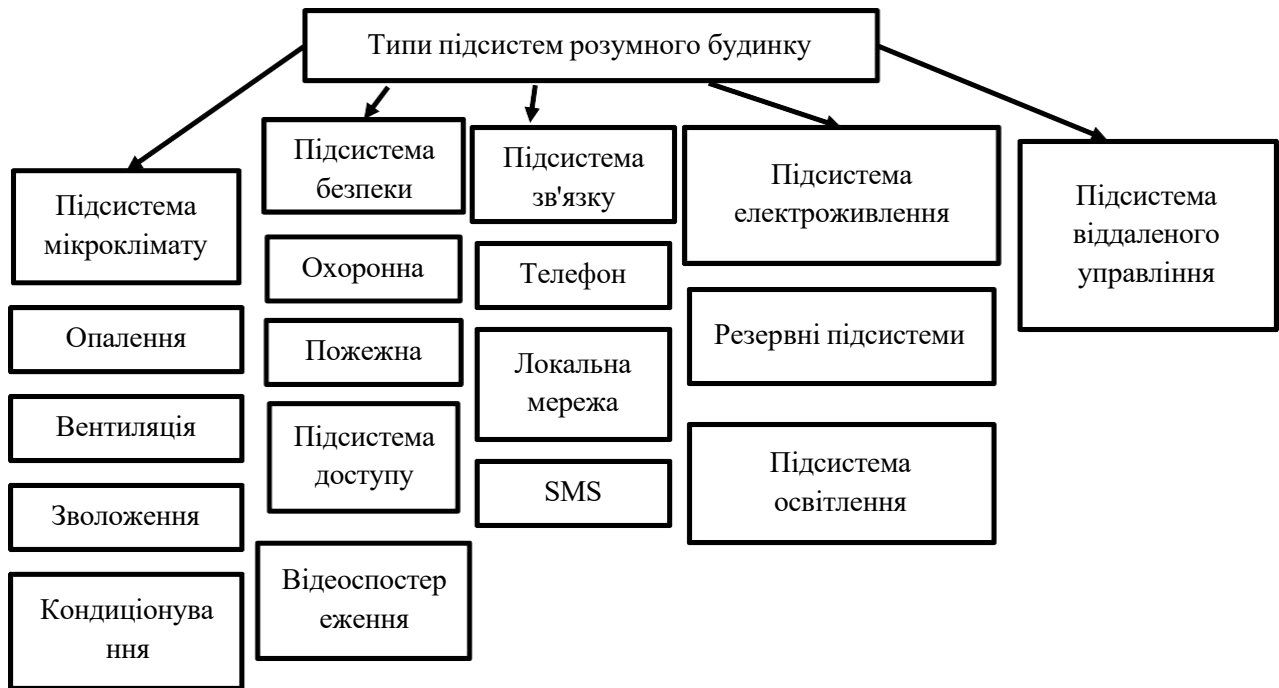 Типи підсистем розумного будинку
Підсистема
мікроклімату
Опалення
Вентиляція
Зволоження
Кондиціонува
ння
Підсистема
безпеки
Охоронна
Пожежна
Підсистема
доступу
Відеоспостер
еження
Підсистема
зв'язку
Телефон
Локальна
мережа
SMS
Підсистема
електроживлення
Резервні підсистеми
Підсистема
освітлення
Підсистема
віддаленого
управління